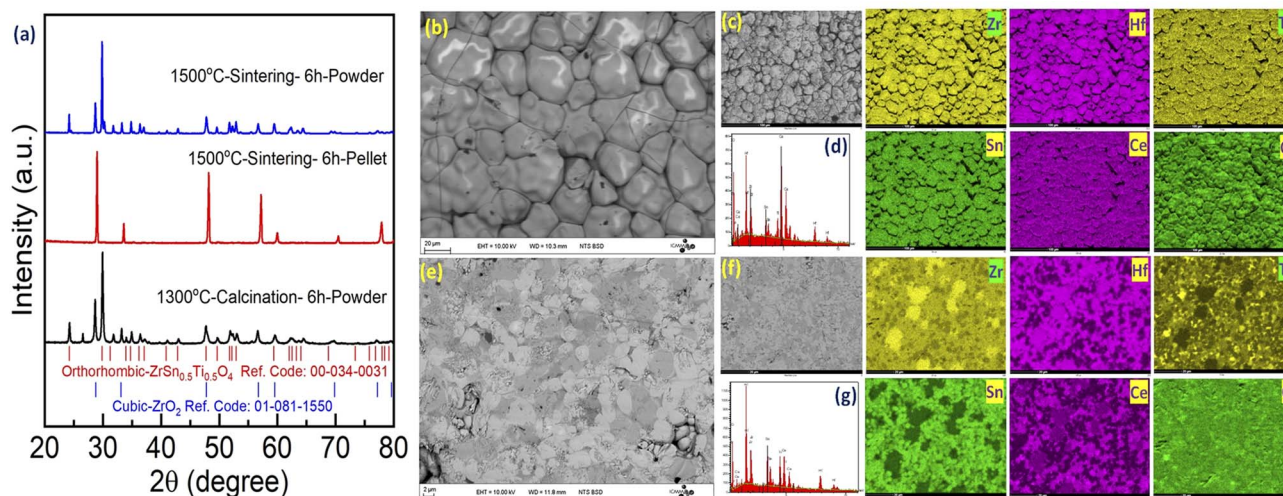 (a)
1500°C-Sintering- 6h-Powder
1500°C-Sintering- 6h-Pellet
1300°C-Calcination- 6h-Powder
Orthorhombic-ZrSn0.5Ti0.5O4 Ref. Code: 00-034-0031
Cubic-ZrO2 Ref. Code: 01-081-1550
Intensity (a.u.)
20 30 40 50 60 70 80
2θ (degree)
(b)
20 µm
EHT = 10.00 kV
WD = 10.3 mm
NTS BSD
(c)
Zr
Hf
(d)
Sn
Ce
(e)
2 µm
EHT = 10.00 kV
WD = 11.8 mm
NTS BSD
(f)
Zr
Hf
(g)
Sn
Ce